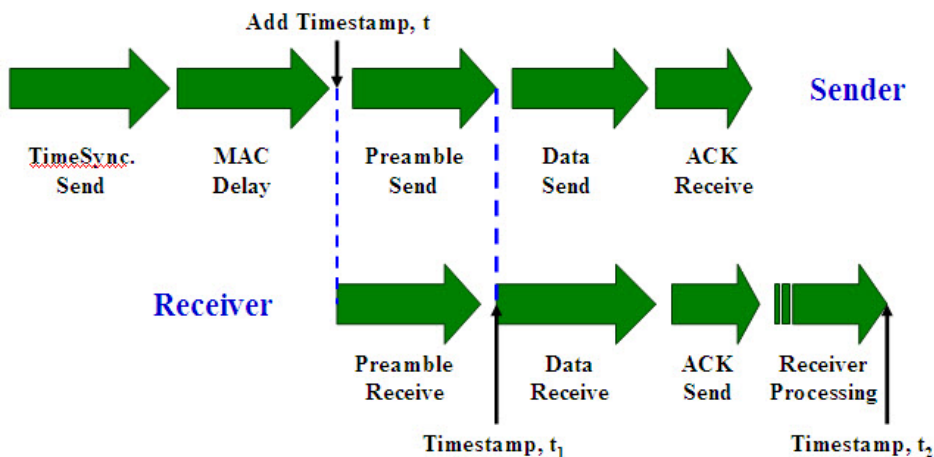 Add Timestamp, t
Sender
TimeSync.
Send
MAC
Delay
Preamble
Send
Data
Send
ACK
Receive
Receiver
Preamble
Receive
Data
Receive
ACK
Send
Receiver
Processing
Timestamp, t₁
Timestamp, t₂